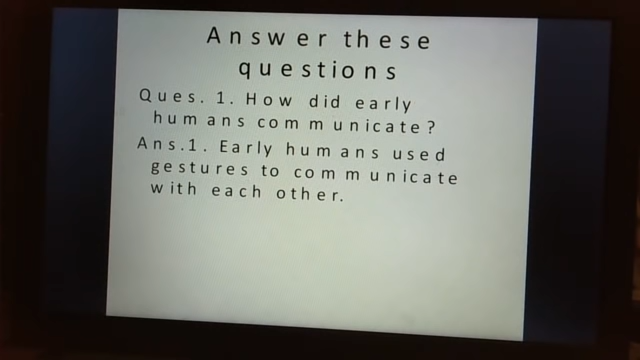 Answer these
questions
Ques. 1. How did early
humans communicate?
Ans.1. Early humans used
gestures to communicate
with each other.